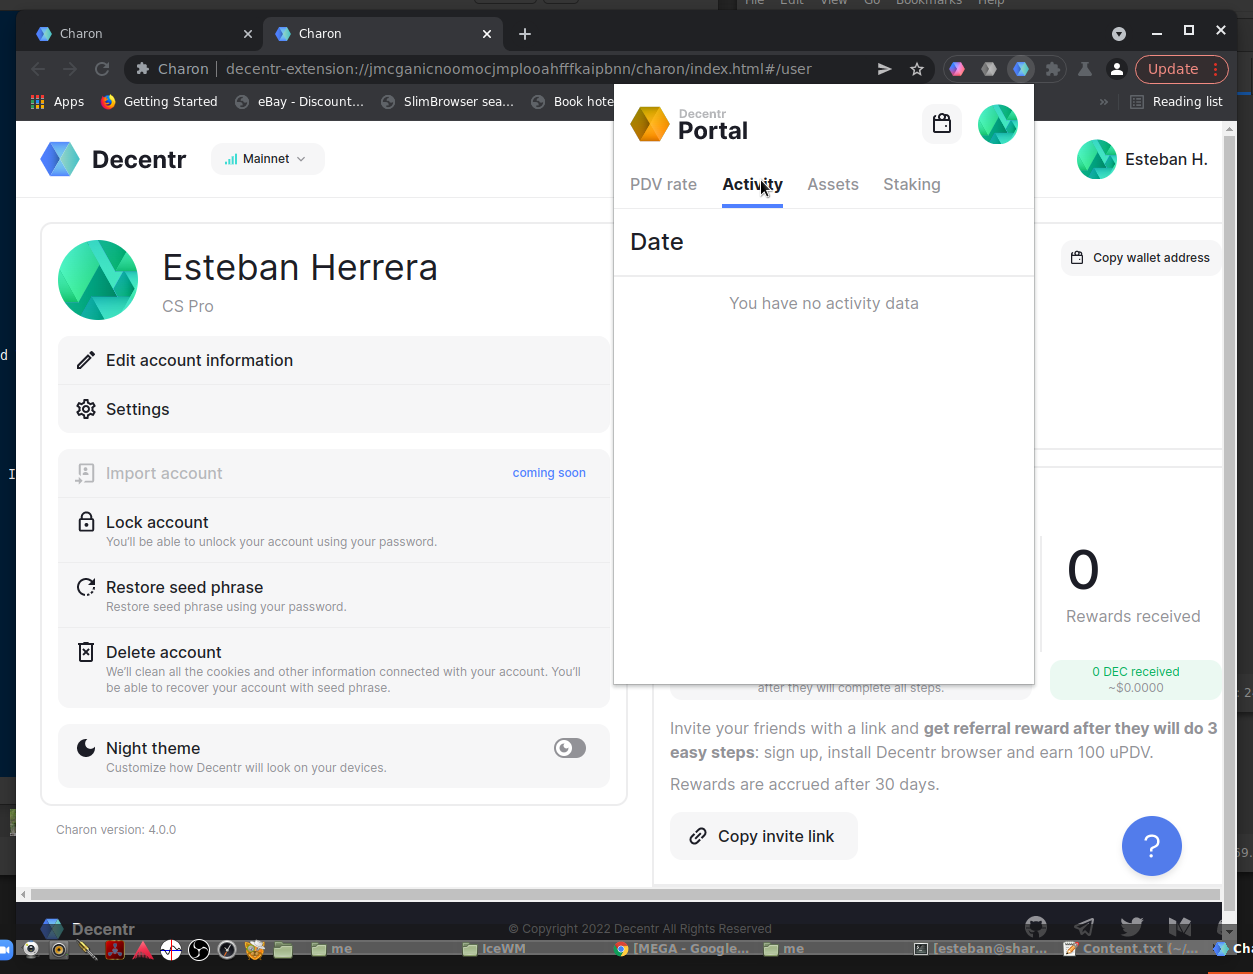 File Edit View Go Bookmarks Help
Charon
Charon
Charon decentr-extension://jmcganicnoomocjmplooahfffkaipbnn/charon/index.html#/user
Update
Apps
Getting Started
eBay - Discount...
SlimBrowser sea...
Book hote
»
Reading list
Decentr
Mainnet
Esteban H.
Decentr
Portal
PDV rate
Activity
Assets
Staking
Date
You have no activity data
Esteban Herrera
CS Pro
Copy wallet address
Edit account information
Settings
Import account
coming soon
Lock account
You’ll be able to unlock your account using your password.
Restore seed phrase
Restore seed phrase using your password.
Delete account
We’ll clean all the cookies and other information connected with your account. You’ll
be able to recover your account with seed phrase.
Night theme
Customize how Decentr will look on your devices.
Charon version: 4.0.0
0
Rewards received
0 DEC received
~$0.0000
after they will complete all steps.
Invite your friends with a link and get referral reward after they will do 3
easy steps: sign up, install Decentr browser and earn 100 uPDV.
Rewards are accrued after 30 days.
Copy invite link
?
Decentr
© Copyright 2022 Decentr All Rights Reserved
me
IceWM
[MEGA - Google...
me
[esteban@shar...
Content.txt (~/...
Cha
d
I
: 2
59.